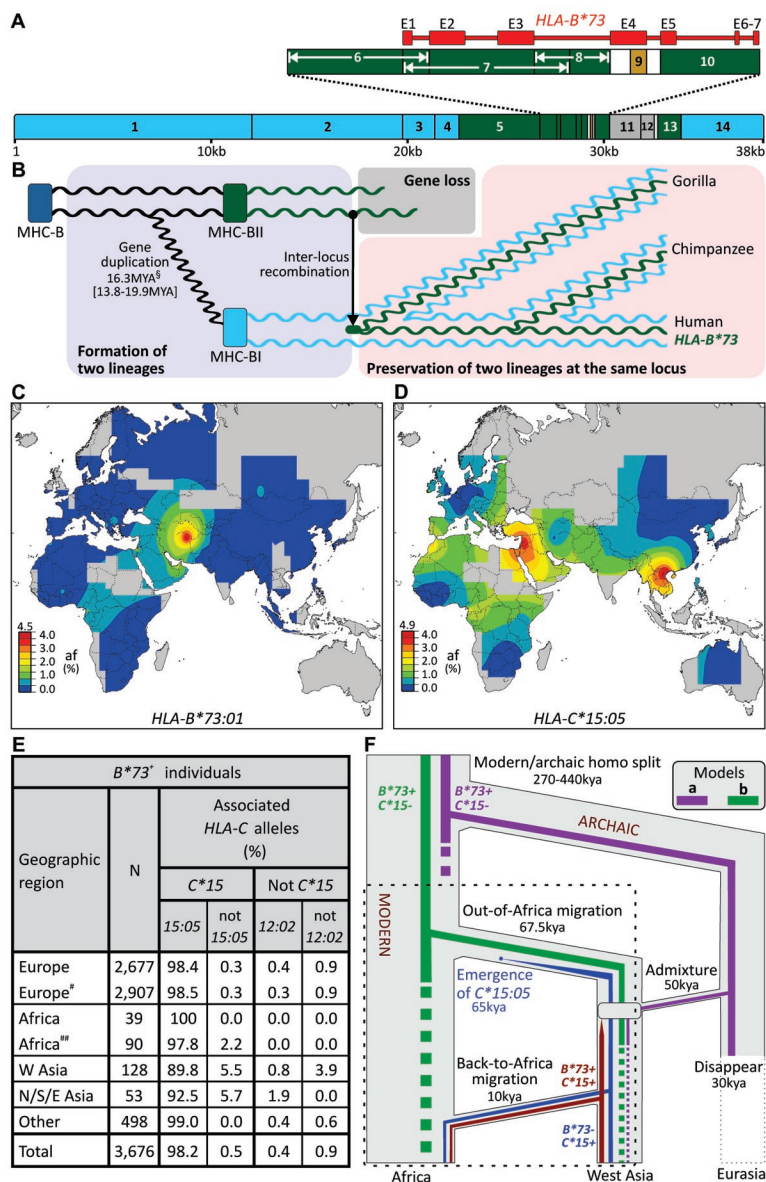 A
HLA-B*73
E1 E2 E3 E4 E5 E6-7
6 7 8 9 10
1 2 3 4 5 11 12 13 14
1 10kb 20kb 30kb 38kb
B
Gene loss
Gorilla
MHC-B MHC-BII
Gene
duplication
16.3MYA§
[13.8-19.9MYA]
Inter-locus
recombination
Chimpanzee
Human
HLA-B*73
MHC-BI
Formation of
two lineages
Preservation of two lineages at the same locus
C
4.5
4.0
3.0
2.0
1.0
0.0
af
(%)
HLA-B*73:01
D
4.9
4.0
3.0
2.0
1.0
0.0
af
(%)
HLA-C*15:05
E
B*73+ individuals
Geographic
region
N
Associated
HLA-C alleles
(%)
C*15 Not C*15
15:05 not
15:05 12:02 not
12:02
Europe 2,677 98.4 0.3 0.4 0.9
Europe# 2,907 98.5 0.3 0.3 0.9
Africa 39 100 0.0 0.0 0.0
Africa## 90 97.8 2.2 0.0 0.0
W Asia 128 89.8 5.5 0.8 3.9
N/S/E Asia 53 92.5 5.7 1.9 0.0
Other 498 99.0 0.0 0.4 0.6
Total 3,676 98.2 0.5 0.4 0.9
F
Modern/archaic homo split
270-440kya
Models
a b
B*73+
C*15-
B*73+
C*15-
ARCHAIC
MODERN
Out-of-Africa migration
67.5kya
Emergence
of C*15:05
65kya
Admixture
50kya
Back-to-Africa
migration
10kya
B*73+
C*15+
Disappear
30kya
B*73-
C*15+
Africa West Asia Eurasia